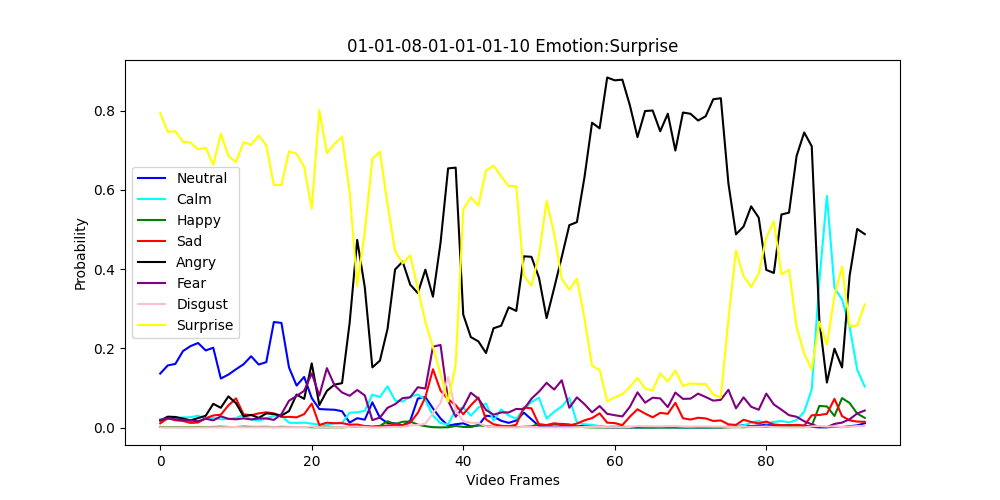 01-01-08-01-01-01-10 Emotion:Surprise
Probability
0.8
0.6
0.4
0.2
0.0
Neutral
Calm
Happy
Sad
Angry
Fear
Disgust
Surprise
0 20 40 60 80
Video Frames